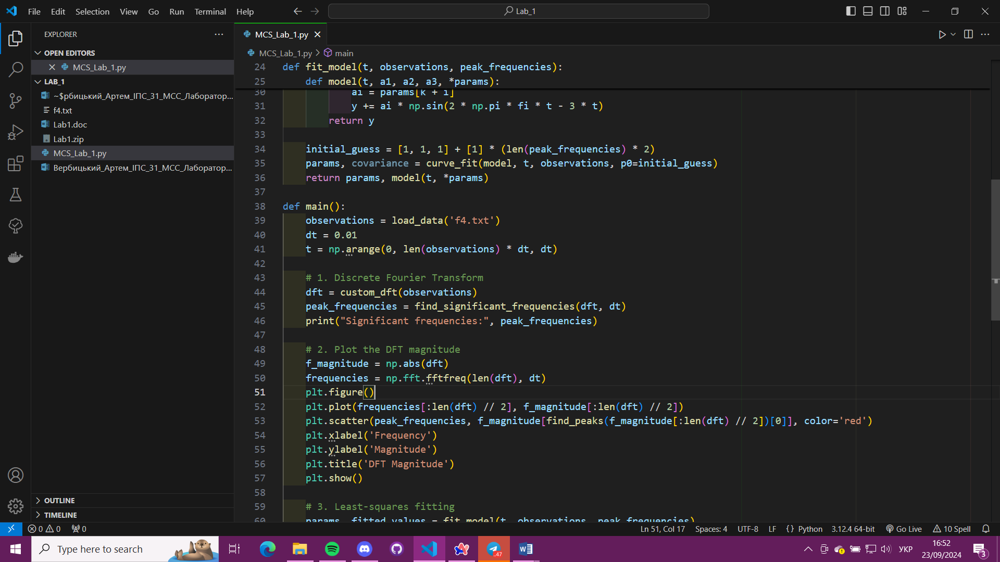 File Edit Selection View Go Run Terminal Help
Lab_1
EXPLORER
OPEN EDITORS
MCS_Lab_1.py
LAB_1
~$рбицький_Артем_ІПС_31_МСС_Лаборатор...
f4.txt
Lab1.doc
Lab1.zip
MCS_Lab_1.py
Вербицький_Артем_ІПС_31_МСС_Лаборатор...
OUTLINE
TIMELINE
MCS_Lab_1.py
MCS_Lab_1.py > main
24 def fit_model(t, observations, peak_frequencies):
25 def model(t, a1, a2, a3, *params):
30 ai = params[k + i]
31 y += ai * np.sin(2 * np.pi * fi * t - 3 * t)
32 return y
33
34 initial_guess = [1, 1, 1] + [1] * (len(peak_frequencies) * 2)
35 params, covariance = curve_fit(model, t, observations, p0=initial_guess)
36 return params, model(t, *params)
37
38 def main():
39 observations = load_data('f4.txt')
40 dt = 0.01
41 t = np.arange(0, len(observations) * dt, dt)
42
43 # 1. Discrete Fourier Transform
44 dft = custom_dft(observations)
45 peak_frequencies = find_significant_frequencies(dft, dt)
46 print("Significant frequencies:", peak_frequencies)
47
48 # 2. Plot the DFT magnitude
49 f_magnitude = np.abs(dft)
50 frequencies = np.fft.fftfreq(len(dft), dt)
51 plt.figure()
52 plt.plot(frequencies[:len(dft) // 2], f_magnitude[:len(dft) // 2])
53 plt.scatter(peak_frequencies, f_magnitude[find_peaks(f_magnitude[:len(dft) // 2])[0]], color='red')
54 plt.xlabel('Frequency')
55 plt.ylabel('Magnitude')
56 plt.title('DFT Magnitude')
57 plt.show()
58
59 # 3. Least-squares fitting
60 params, fitted_values = fit_model(t, observations, peak_frequencies)
0 0 0
Ln 51, Col 17 Spaces: 4 UTF-8 LF {} Python 3.12.4 64-bit Go Live 10 Spell
Type here to search
..47
УКР
16:52
23/09/2024
3